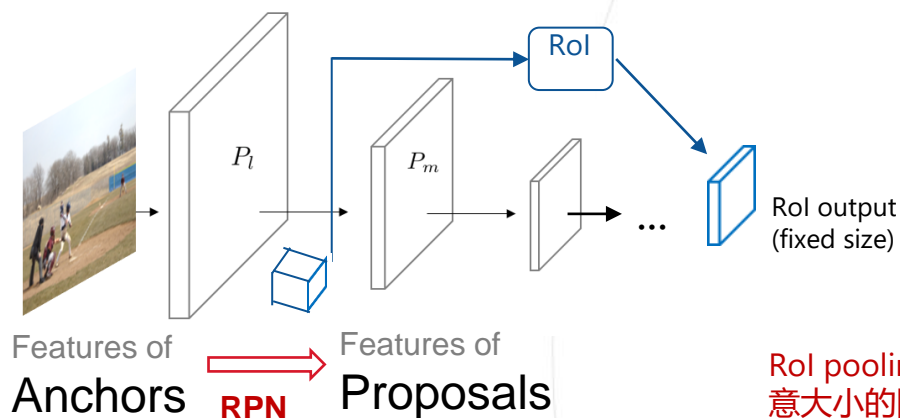 RoI
P_l
P_m
...
RoI output
(fixed size)
Features of
Anchors
RPN
Features of
Proposals
RoI
意大小的